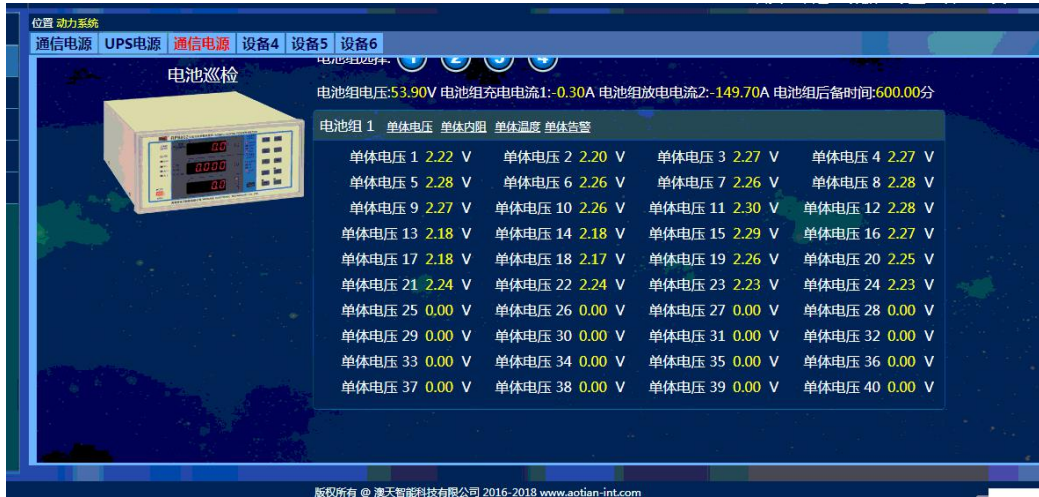 位置 动力系统
通信电源 UPS电源 通信电源 设备4 设备5 设备6
电池巡检
电池组选择: 1 2 3 4
电池组电压:53.90V 电池组充电电流1:-0.30A 电池组放电电流2:-149.70A 电池组后备时间:600.00分
电池组 1 单体电压 单体内阻 单体温度 单体告警
单体电压 1 2.22 V 单体电压 2 2.20 V 单体电压 3 2.27 V 单体电压 4 2.27 V
单体电压 5 2.28 V 单体电压 6 2.26 V 单体电压 7 2.26 V 单体电压 8 2.28 V
单体电压 9 2.27 V 单体电压 10 2.26 V 单体电压 11 2.30 V 单体电压 12 2.28 V
单体电压 13 2.18 V 单体电压 14 2.18 V 单体电压 15 2.29 V 单体电压 16 2.27 V
单体电压 17 2.18 V 单体电压 18 2.17 V 单体电压 19 2.26 V 单体电压 20 2.25 V
单体电压 21 2.24 V 单体电压 22 2.24 V 单体电压 23 2.23 V 单体电压 24 2.23 V
单体电压 25 0.00 V 单体电压 26 0.00 V 单体电压 27 0.00 V 单体电压 28 0.00 V
单体电压 29 0.00 V 单体电压 30 0.00 V 单体电压 31 0.00 V 单体电压 32 0.00 V
单体电压 33 0.00 V 单体电压 34 0.00 V 单体电压 35 0.00 V 单体电压 36 0.00 V
单体电压 37 0.00 V 单体电压 38 0.00 V 单体电压 39 0.00 V 单体电压 40 0.00 V
版权所有 @ 澳天智能科技有限公司 2016-2018 www.aotian-int.com